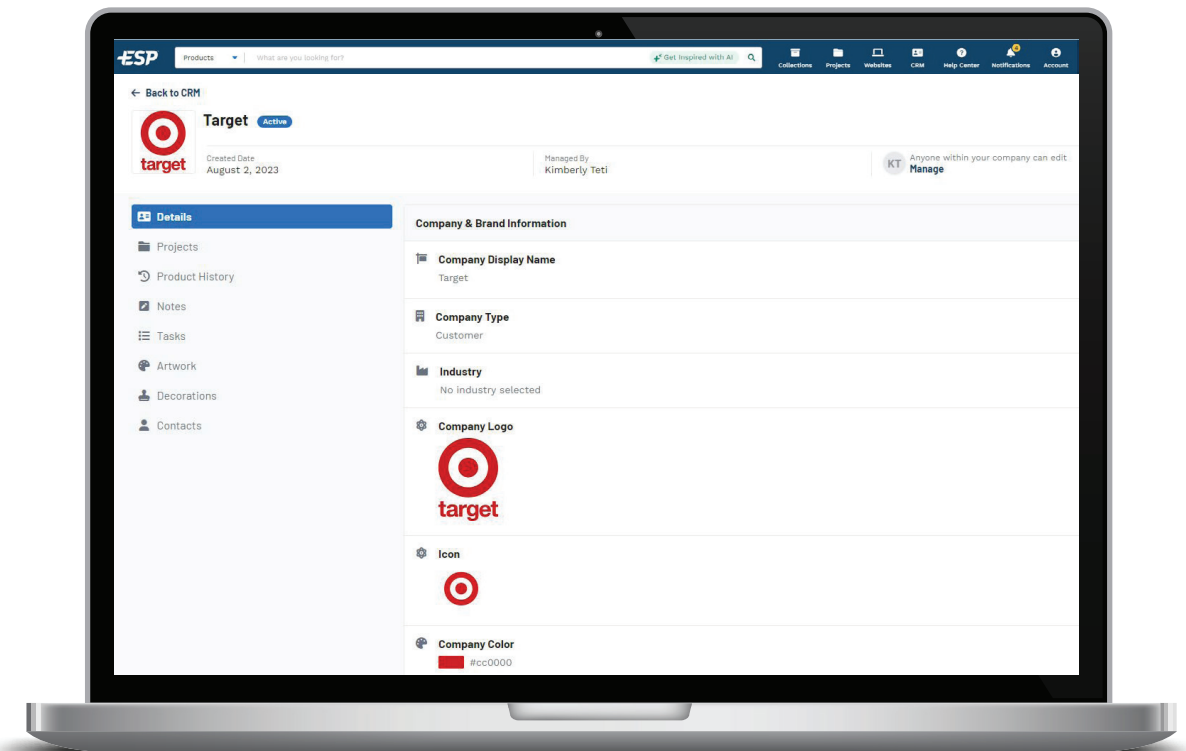 ESP
Products
What are you looking for?
Get Inspired with AI
Collections
Projects
Websites
CRM
Help Center
4
Notifications
Account
← Back to CRM
target
Target
Active
Created Date
August 2, 2023
Managed By
Kimberly Teti
KT
Anyone within your company can edit
Manage
Details
Projects
Product History
Notes
Tasks
Artwork
Decorations
Contacts
Company & Brand Information
Company Display Name
Target
Company Type
Customer
Industry
No industry selected
Company Logo
target
Icon
Company Color
#cc0000